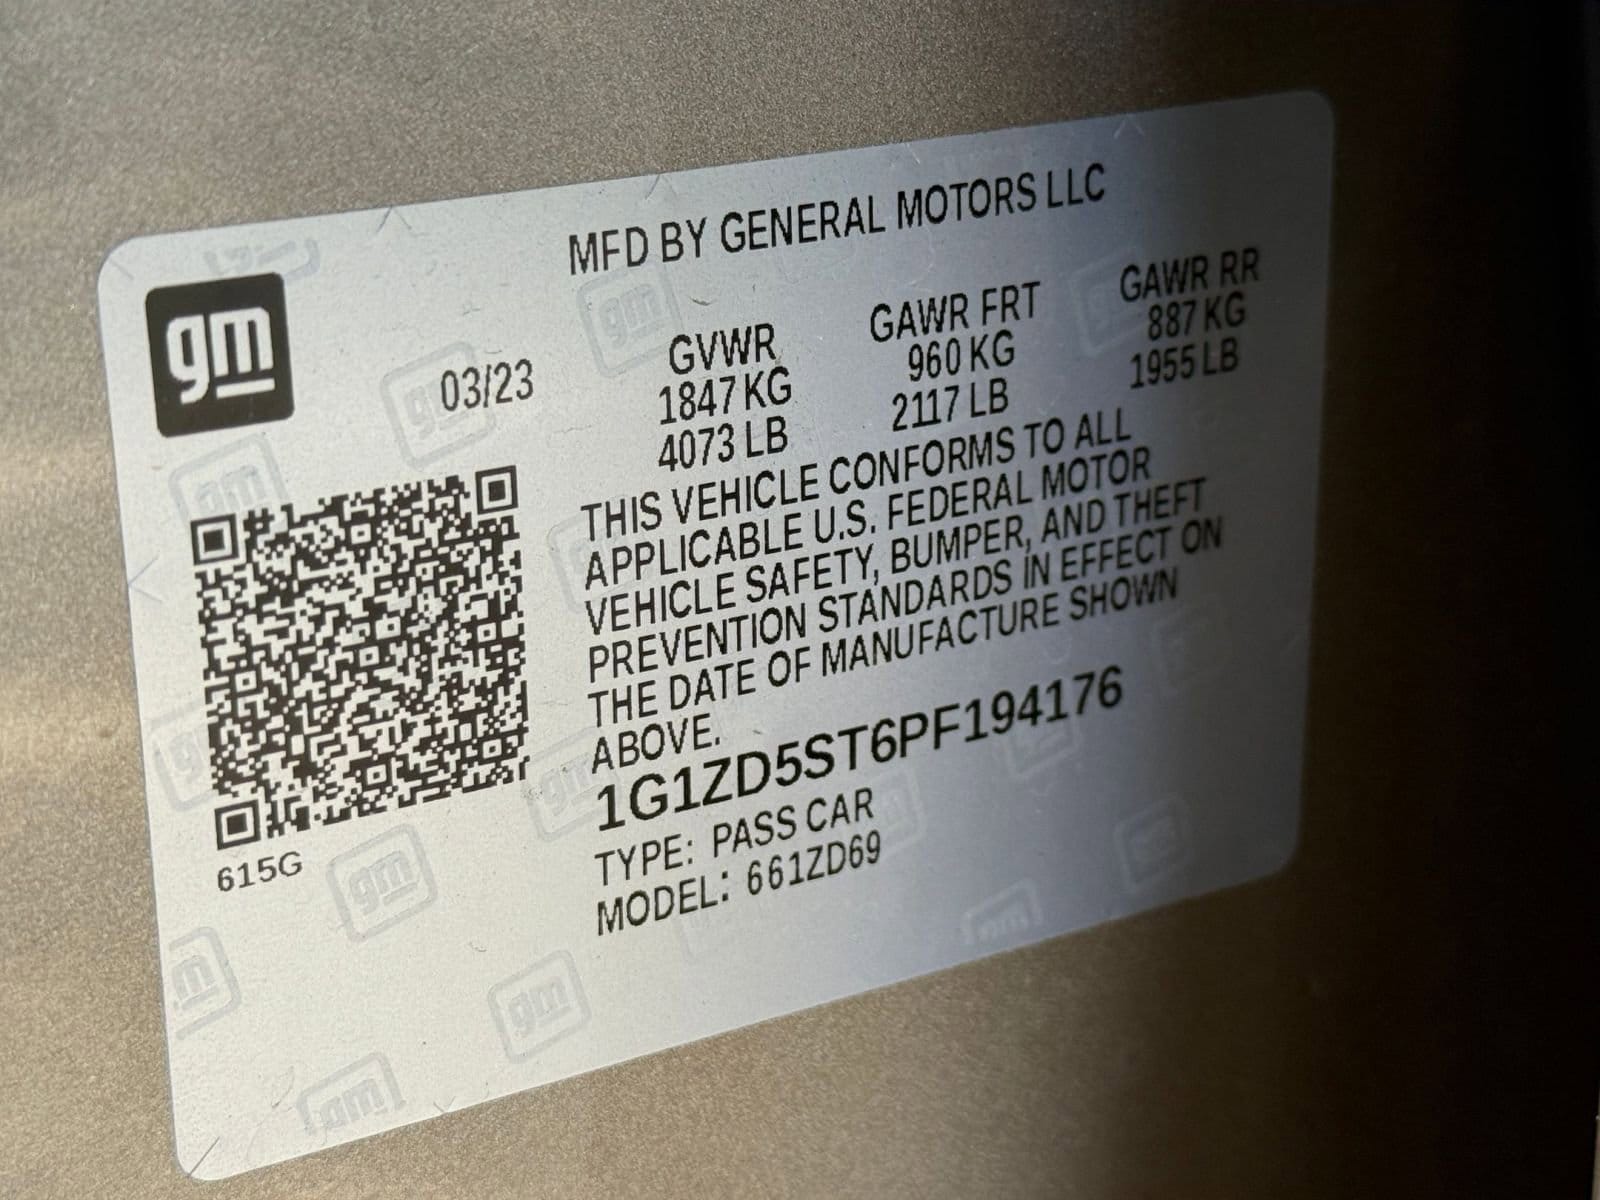 MFD BY GENERAL MOTORS LLC
gm
03/23
GVWR
1847 KG
4073 LB
GAWR FRT
960 KG
2117 LB
GAWR RR
887 KG
1955 LB
THIS VEHICLE CONFORMS TO ALL
APPLICABLE U.S. FEDERAL MOTOR
VEHICLE SAFETY, BUMPER, AND THEFT
PREVENTION STANDARDS IN EFFECT ON
THE DATE OF MANUFACTURE SHOWN
ABOVE.
1G1ZD5ST6PF194176
TYPE: PASS CAR
MODEL: 661ZD69
615G